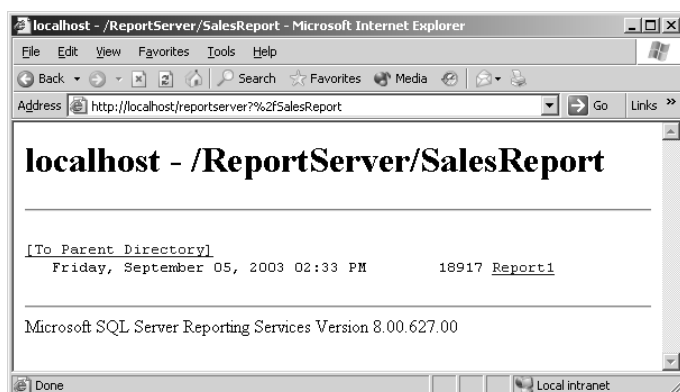 localhost - /ReportServer/SalesReport - Microsoft Internet Explorer
File Edit View Favorites Tools Help
Back Search Favorites Media
Address http://localhost/reportserver?%2fSalesReport Go Links »
localhost - /ReportServer/SalesReport
[To Parent Directory]
Friday, September 05, 2003 02:33 PM 18917 Report1
Microsoft SQL Server Reporting Services Version 8.00.627.00
Done Local intranet